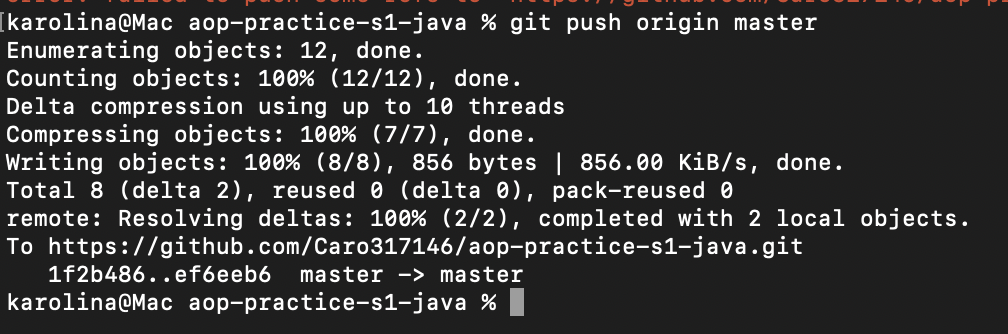 karolina@Mac aop-practice-s1-java % git push origin master
Enumerating objects: 12, done.
Counting objects: 100% (12/12), done.
Delta compression using up to 10 threads
Compressing objects: 100% (7/7), done.
Writing objects: 100% (8/8), 856 bytes | 856.00 KiB/s, done.
Total 8 (delta 2), reused 0 (delta 0), pack-reused 0
remote: Resolving deltas: 100% (2/2), completed with 2 local objects.
To https://github.com/Caro317146/aop-practice-s1-java.git
   1f2b486..ef6eeb6  master -> master
karolina@Mac aop-practice-s1-java %